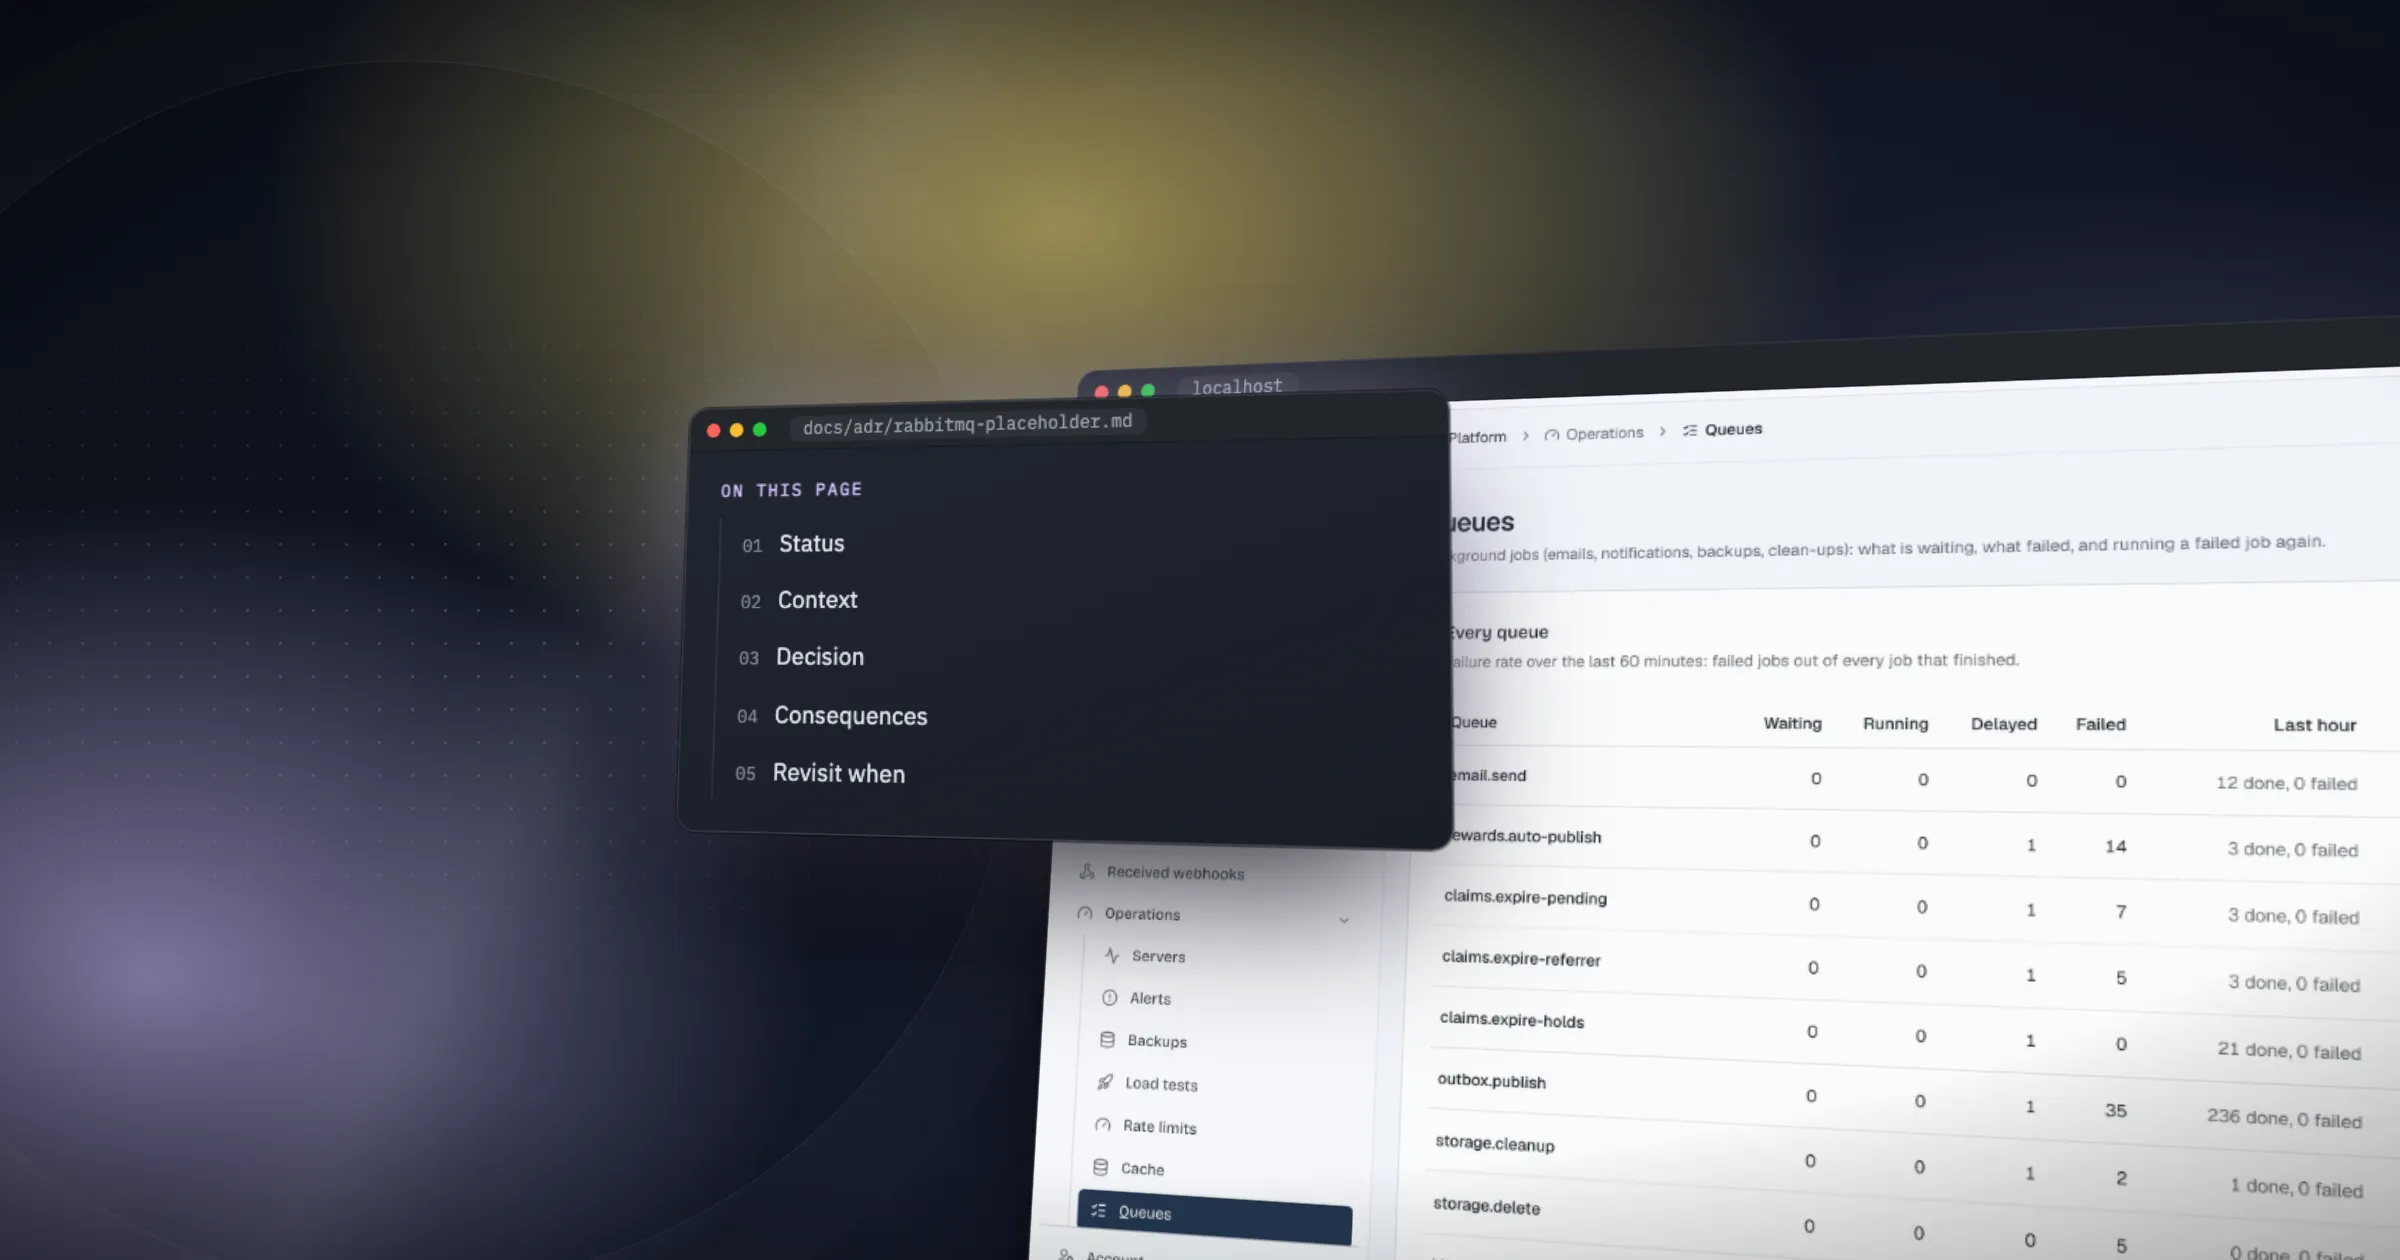 localhost
docs/adr/rabbitmq-placeholder.md
ON THIS PAGE
01 Status
02 Context
03 Decision
04 Consequences
05 Revisit when
Platform > Operations > Queues
ueues
kground jobs (emails, notifications, backups, clean-ups): what is waiting, what failed, and running a failed job again.
Every queue
ailure rate over the last 60 minutes: failed jobs out of every job that finished.
Queue Waiting Running Delayed Failed Last hour
email.send 0 0 0 0 12 done, 0 failed
ewards.auto-publish 0 0 1 14 3 done, 0 failed
claims.expire-pending 0 0 1 7 3 done, 0 failed
claims.expire-referrer 0 0 1 5 3 done, 0 failed
claims.expire-holds 0 0 1 0 21 done, 0 failed
outbox.publish 0 0 1 35 236 done, 0 failed
storage.cleanup 0 0 1 2 1 done, 0 failed
storage.delete 0 0 0 5 0 done, 0 failed
Received webhooks
Operations
Servers
Alerts
Backups
Load tests
Rate limits
Cache
Queues
Account